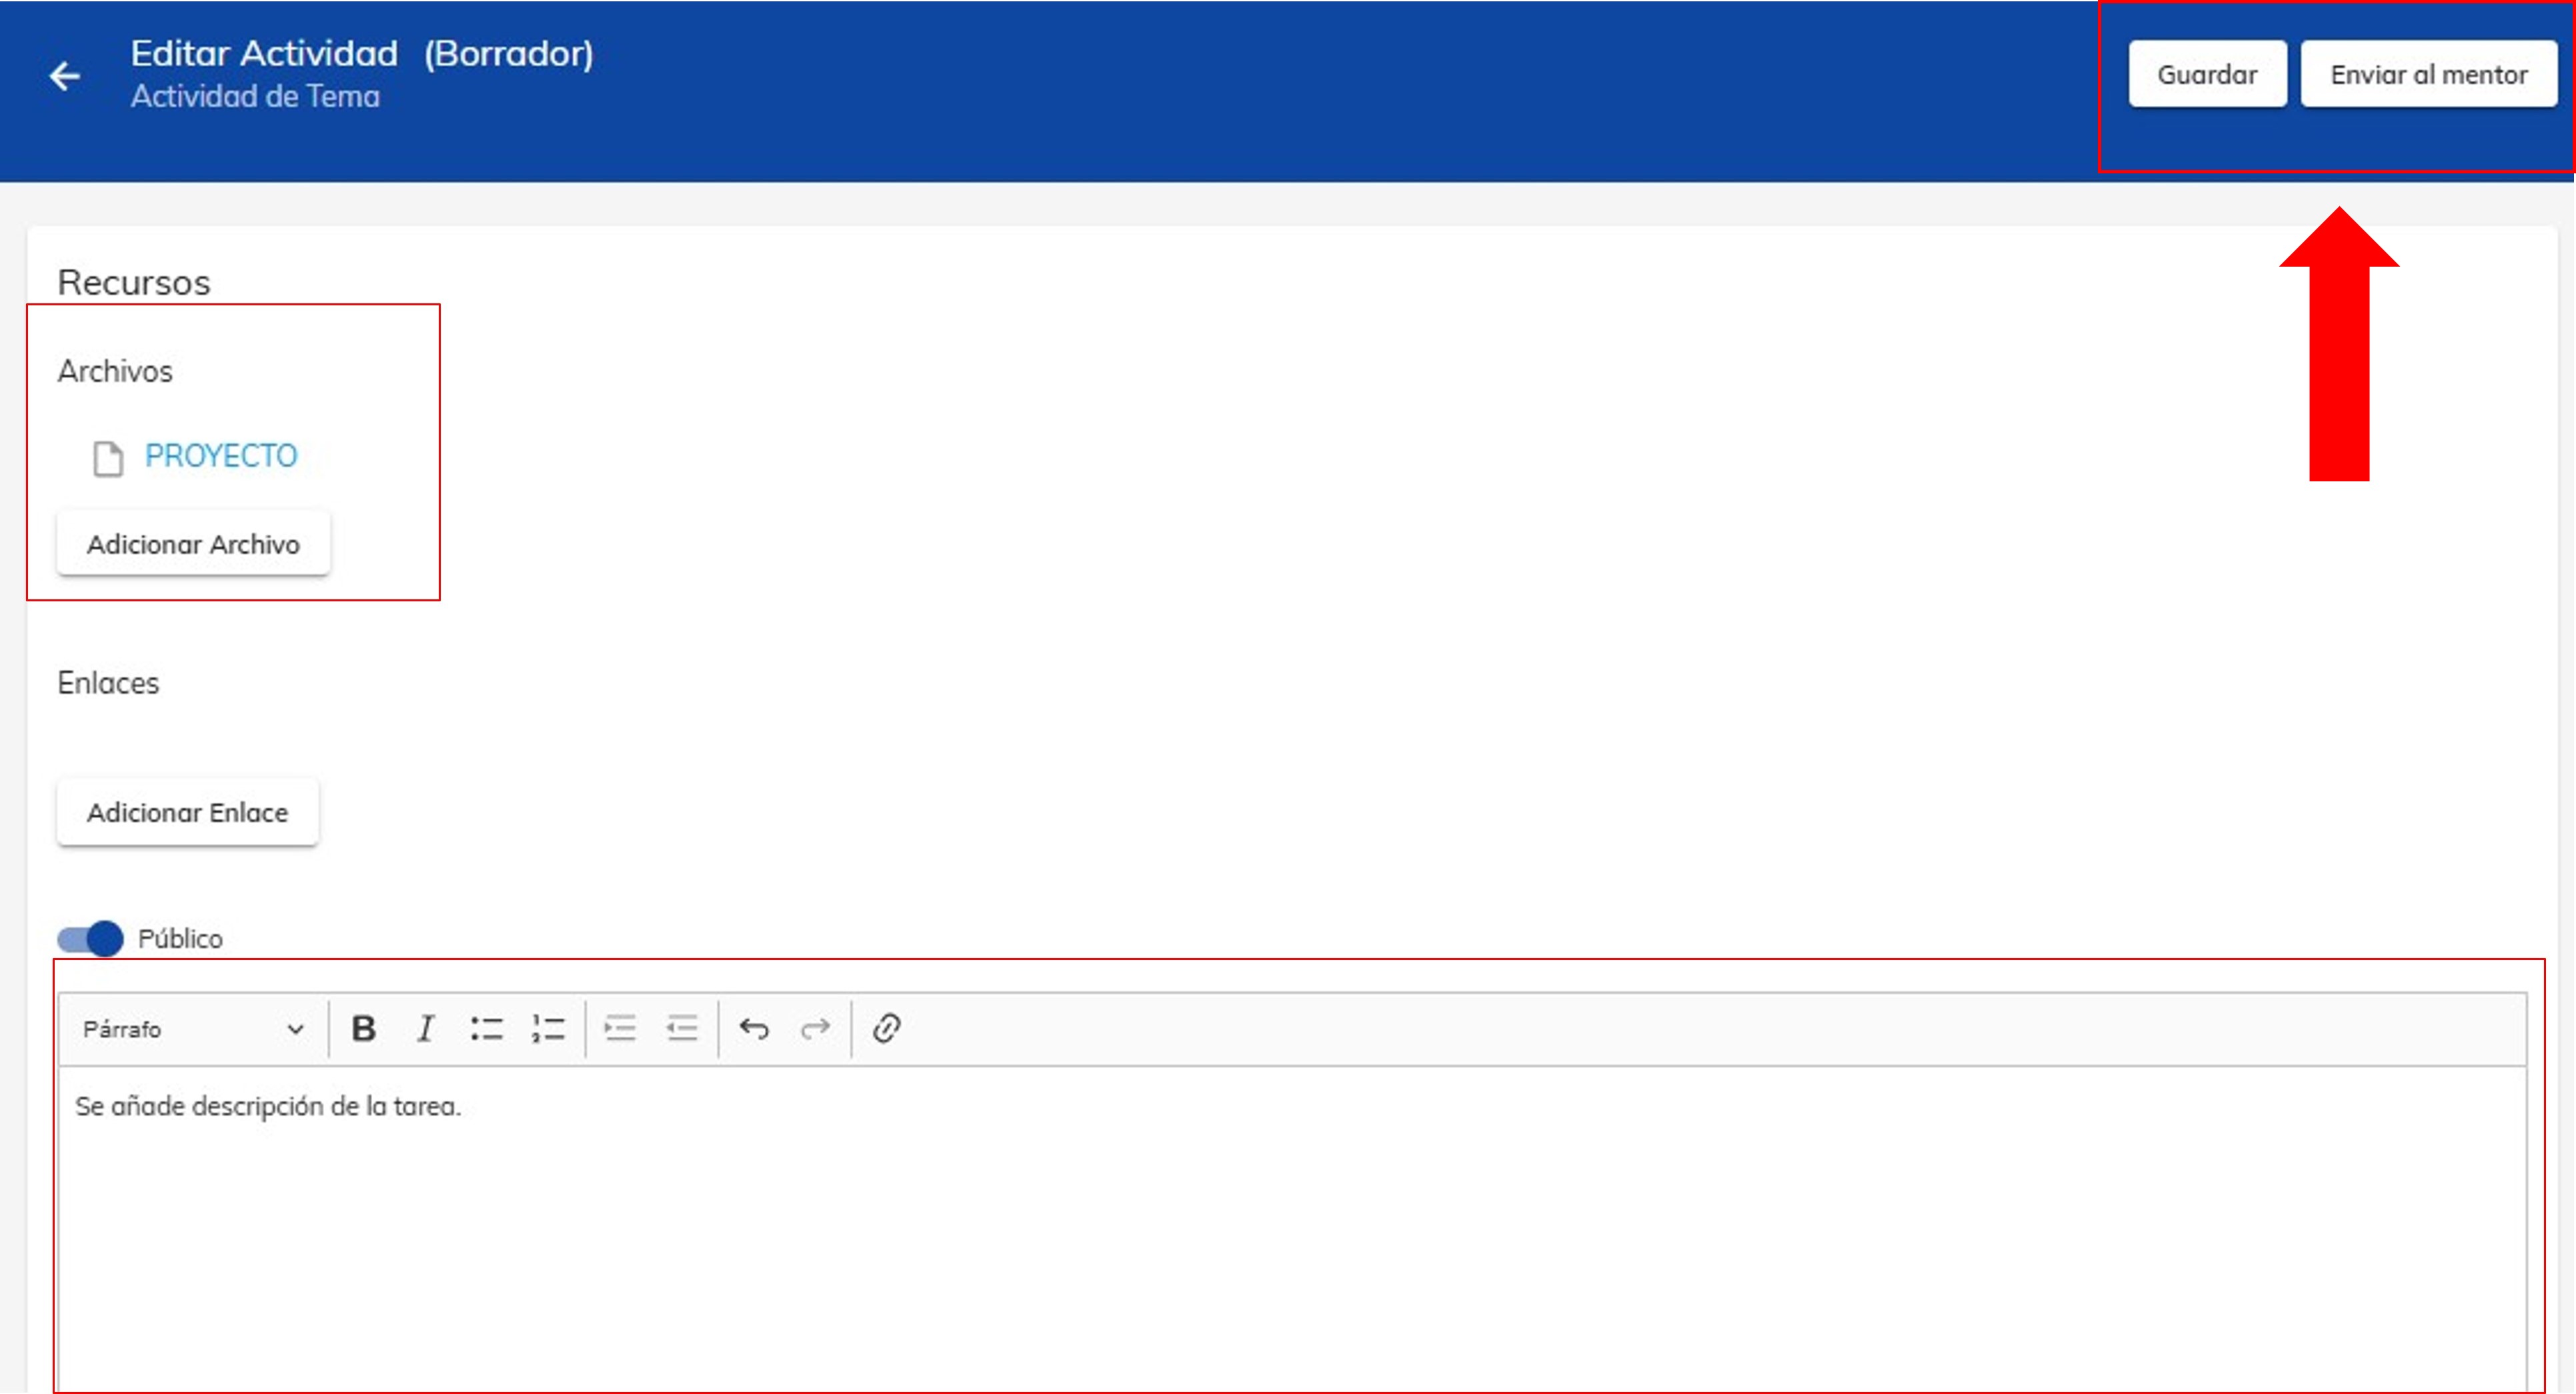 Editar Actividad (Borrador)
Actividad de Tema
Guardar
Enviar al mentor
Recursos
Archivos
PROYECTO
Adicionar Archivo
Enlaces
Adicionar Enlace
Público
Párrafo
Se añade descripción de la tarea.